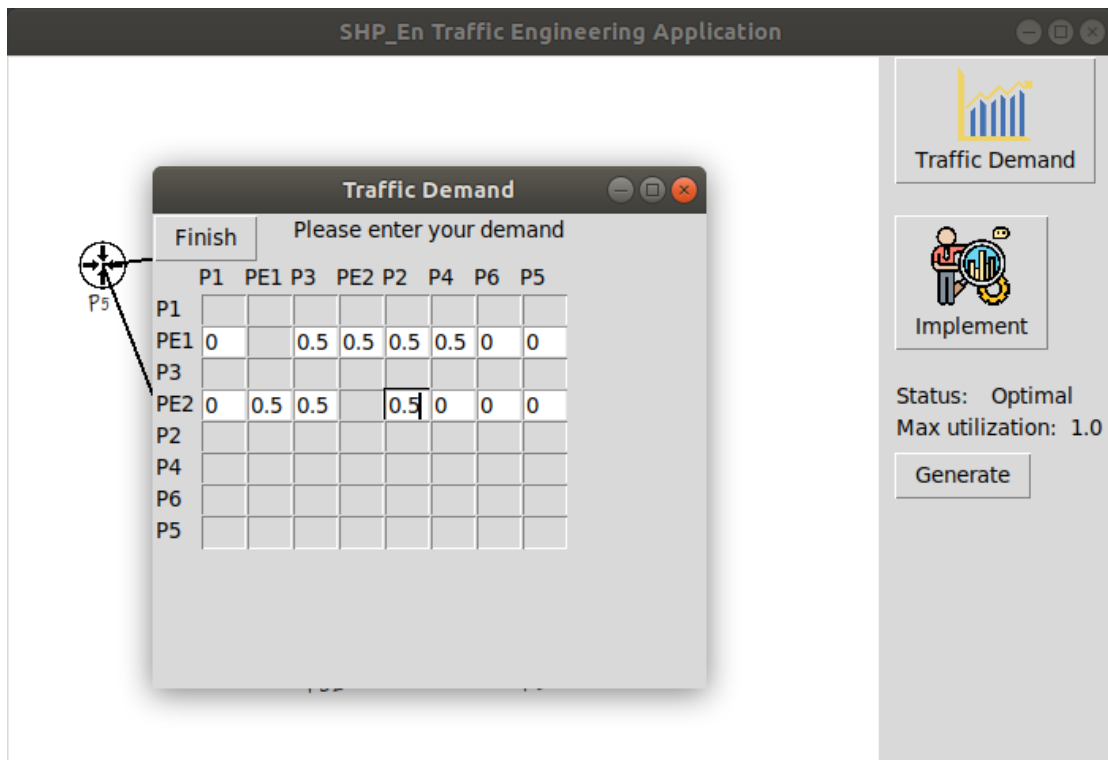 SHP_En Traffic Engineering Application
Traffic Demand
Traffic Demand
Finish
Please enter your demand
P1 PE1 P3 PE2 P2 P4 P6 P5
P1
PE1 0 0.5 0.5 0.5 0.5 0 0
P3
PE2 0 0.5 0.5 0.5 0 0 0
P2
P4
P6
P5
P5
Implement
Status: Optimal
Max utilization: 1.0
Generate